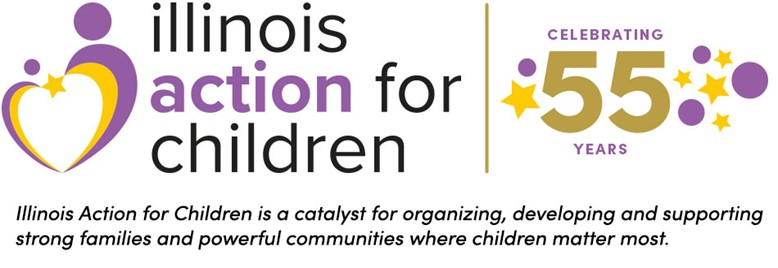 illinois
action for
children
CELEBRATING
55
YEARS
Illinois Action for Children is a catalyst for organizing, developing and supporting
strong families and powerful communities where children matter most.